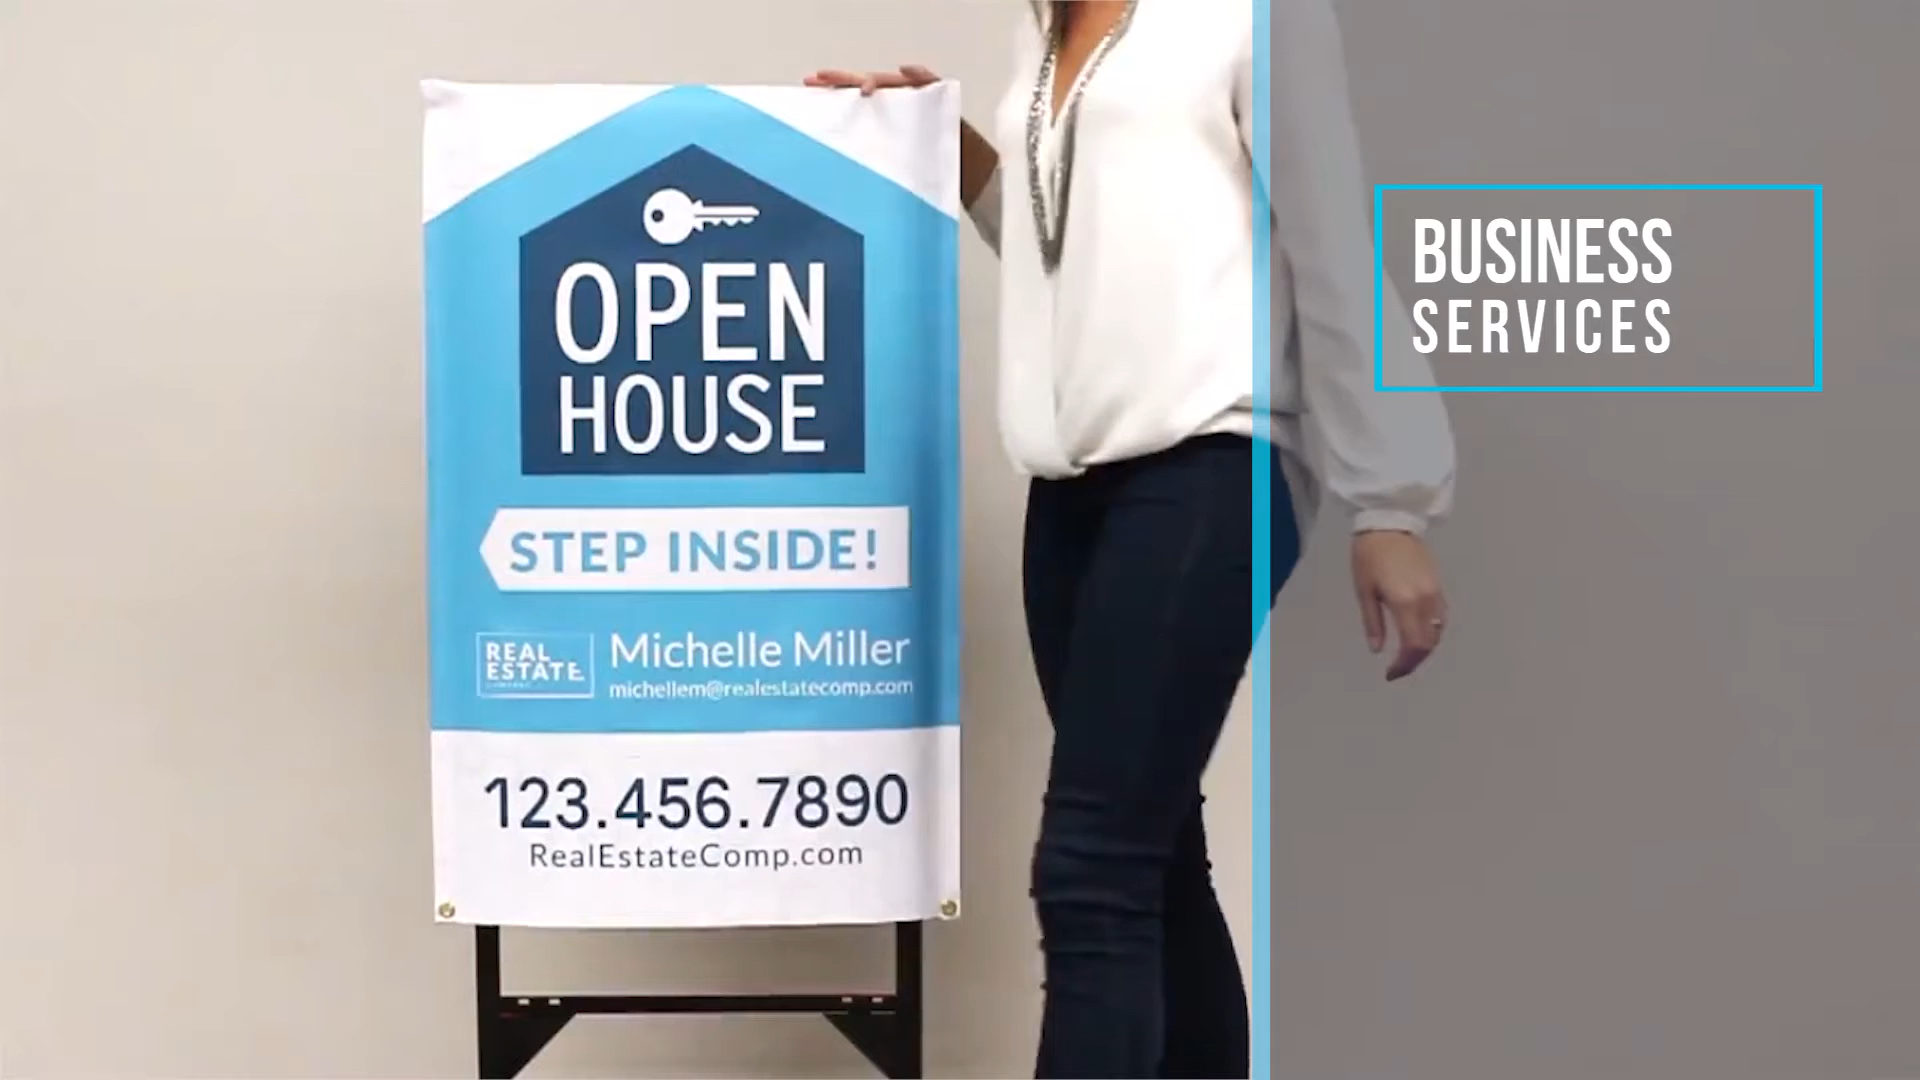 OPEN
HOUSE
STEP INSIDE!
REAL
ESTATE
Michelle Miller
michellem@realestatecomp.com
123.456.7890
RealEstateComp.com
BUSINESS
SERVICES